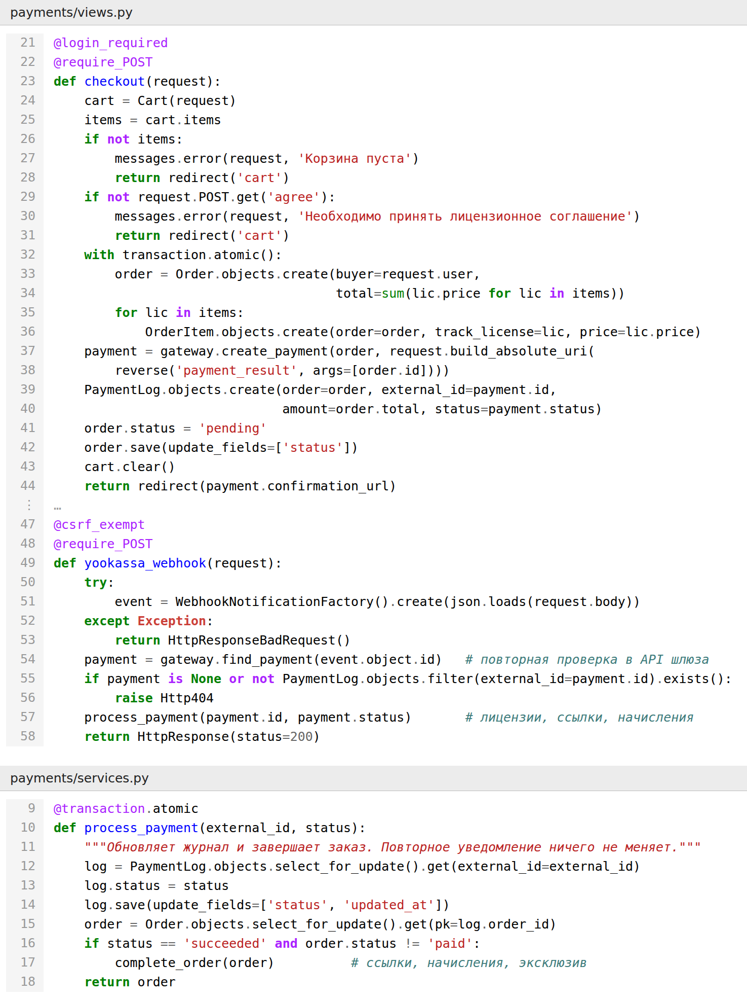 payments/views.py
21 @login_required
22 @require_POST
23 def checkout(request):
24     cart = Cart(request)
25     items = cart.items
26     if not items:
27         messages.error(request, 'Корзина пуста')
28         return redirect('cart')
29     if not request.POST.get('agree'):
30         messages.error(request, 'Необходимо принять лицензионное соглашение')
31         return redirect('cart')
32     with transaction.atomic():
33         order = Order.objects.create(buyer=request.user,
34                                      total=sum(lic.price for lic in items))
35         for lic in items:
36             OrderItem.objects.create(order=order, track_license=lic, price=lic.price)
37     payment = gateway.create_payment(order, request.build_absolute_uri(
38         reverse('payment_result', args=[order.id])))
39     PaymentLog.objects.create(order=order, external_id=payment.id,
40                               amount=order.total, status=payment.status)
41     order.status = 'pending'
42     order.save(update_fields=['status'])
43     cart.clear()
44     return redirect(payment.confirmation_url)
⋮ …
47 @csrf_exempt
48 @require_POST
49 def yookassa_webhook(request):
50     try:
51         event = WebhookNotificationFactory().create(json.loads(request.body))
52     except Exception:
53         return HttpResponseBadRequest()
54     payment = gateway.find_payment(event.object.id)   # повторная проверка в API шлюза
55     if payment is None or not PaymentLog.objects.filter(external_id=payment.id).exists():
56         raise Http404
57     process_payment(payment.id, payment.status)       # лицензии, ссылки, начисления
58     return HttpResponse(status=200)
payments/services.py
9 @transaction.atomic
10 def process_payment(external_id, status):
11     """Обновляет журнал и завершает заказ. Повторное уведомление ничего не меняет."""
12     log = PaymentLog.objects.select_for_update().get(external_id=external_id)
13     log.status = status
14     log.save(update_fields=['status', 'updated_at'])
15     order = Order.objects.select_for_update().get(pk=log.order_id)
16     if status == 'succeeded' and order.status != 'paid':
17         complete_order(order)          # ссылки, начисления, эксклюзив
18     return order